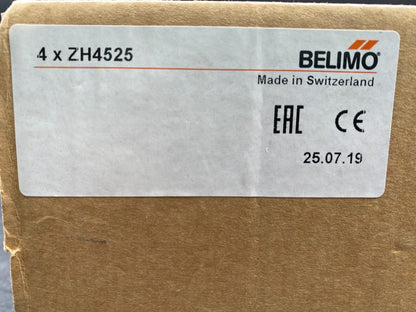 4 x ZH4525
BELIMO®
Made in Switzerland
EAC CE
25.07.19